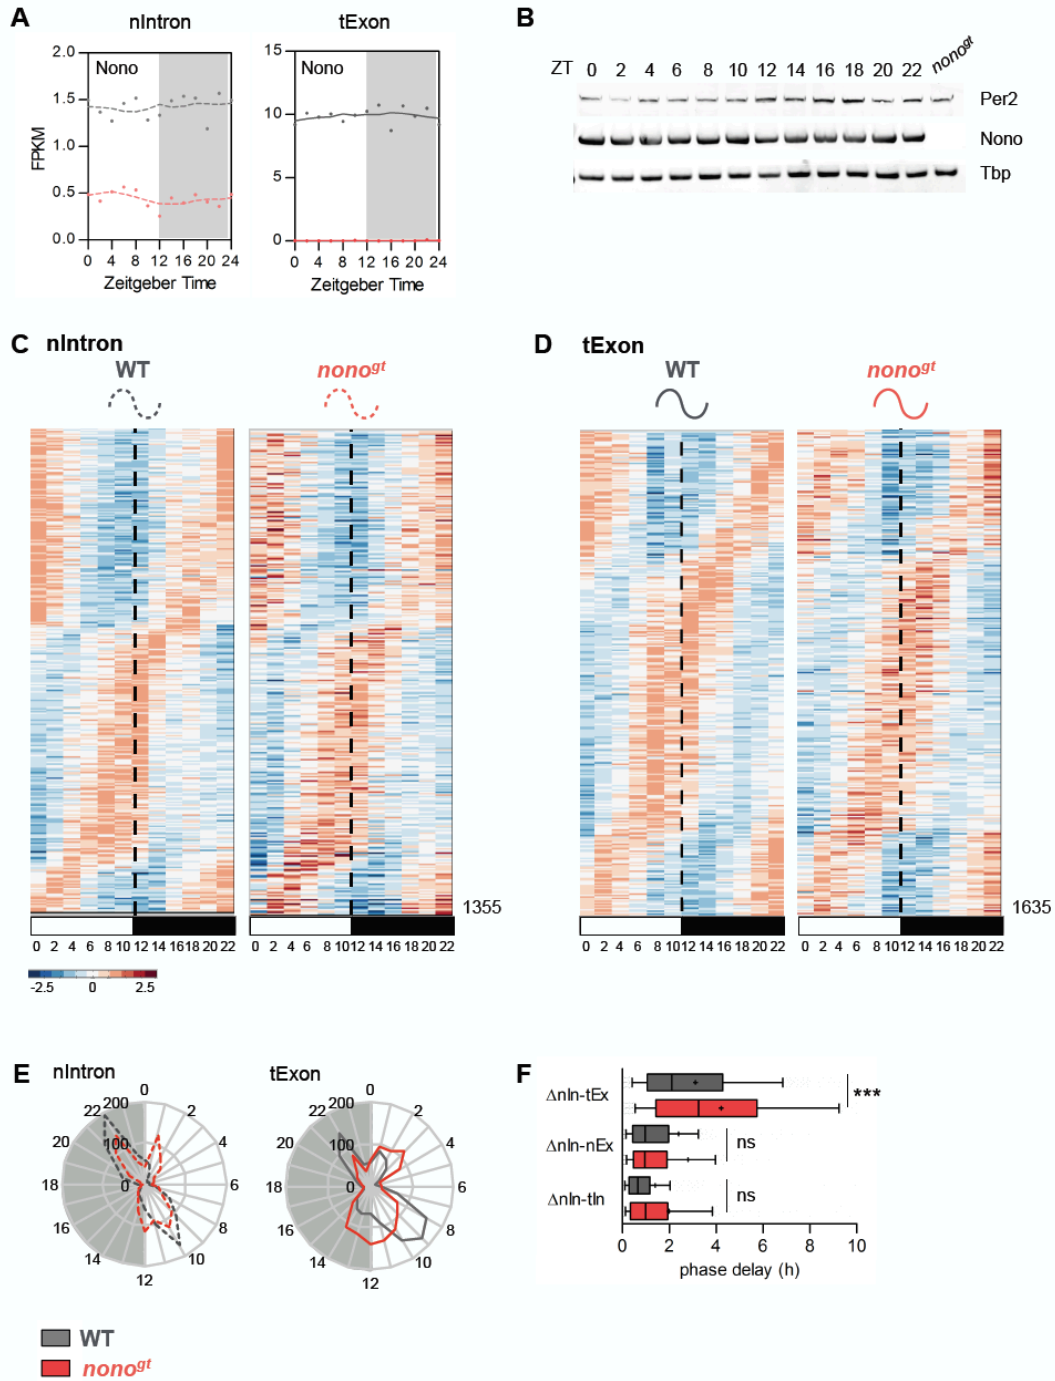 A
nIntron
tExon
2.0
1.5
1.0
0.5
0.0
FPKM
Nono
0 4 8 12 16 20 24
Zeitgeber Time
15
10
5
0
Nono
0 4 8 12 16 20 24
Zeitgeber Time
B
ZT 0 2 4 6 8 10 12 14 16 18 20 22 nonogt
Per2
Nono
Tbp
C nIntron
WT
nonogt
1355
0 2 4 6 8 10 12 14 16 18 20 22
0 2 4 6 8 10 12 14 16 18 20 22
-2.5 0 2.5
D tExon
WT
nonogt
1635
0 2 4 6 8 10 12 14 16 18 20 22
0 2 4 6 8 10 12 14 16 18 20 22
E
nIntron
0
2
4
6
8
10
12
14
16
18
20
22
200
100
0
tExon
0
2
4
6
8
10
12
14
16
18
20
22
200
100
0
WT
nonogt
F
ΔnIn-tEx
ΔnIn-nEx
ΔnIn-tIn
***
ns
ns
0 2 4 6 8 10
phase delay (h)